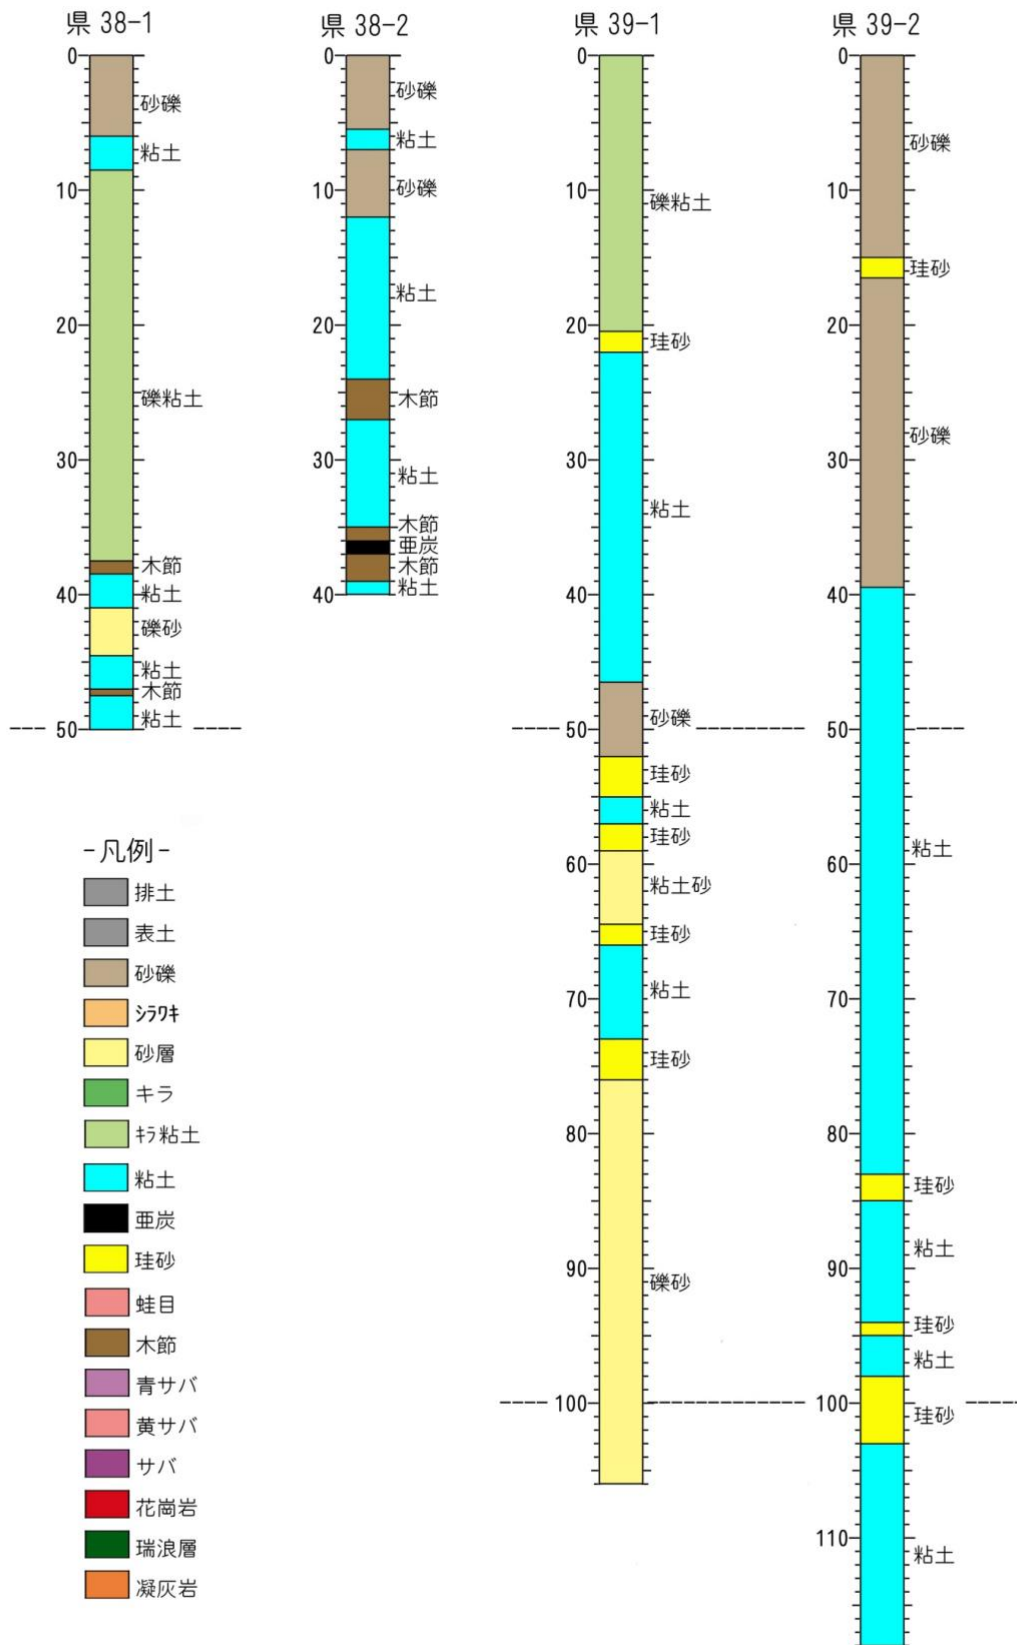 県 38-1
0
砂礫
粘土
10
20
礫粘土
30
木節
40
粘土
礫砂
粘土
木節
粘土
50
県 38-2
0
砂礫
粘土
10
砂礫
粘土
20
木節
30
粘土
木節
亜炭
木節
40
粘土
県 39-1
0
10
礫粘土
20
珪砂
30
粘土
40
砂礫
50
珪砂
粘土
珪砂
60
粘土砂
珪砂
70
粘土
珪砂
80
90
礫砂
100
県 39-2
0
砂礫
10
珪砂
20
砂礫
30
40
50
粘土
60
70
80
珪砂
粘土
90
珪砂
粘土
100
珪砂
110
粘土
-凡例-
排土
表土
砂礫
ｼﾗﾜｷ
砂層
キラ
ｷﾗ粘土
粘土
亜炭
珪砂
蛙目
木節
青サバ
黄サバ
サバ
花崗岩
瑞浪層
凝灰岩